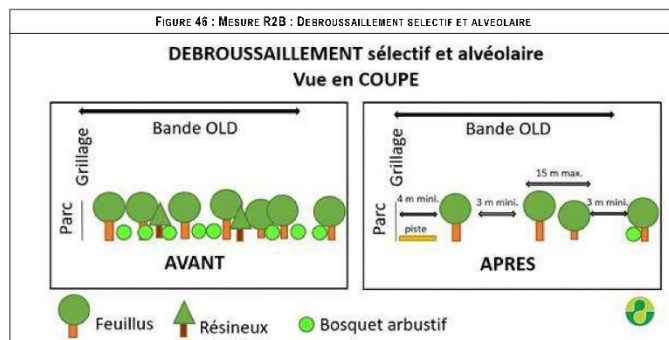 FIGURE 46 : MESURE R2B : DEBROUSSAILLEMENT SELECTIF ET ALVEOLAIRE
DEBROUSSAILLEMENT sélectif et alvéolaire
Vue en COUPE
Bande OLD
Grillage
Parc
AVANT
Bande OLD
Grillage
15 m max.
4 m mini.
3 m mini.
3 m mini.
Parc
piste
APRES
Feuillus
Résineux
Bosquet arbustif